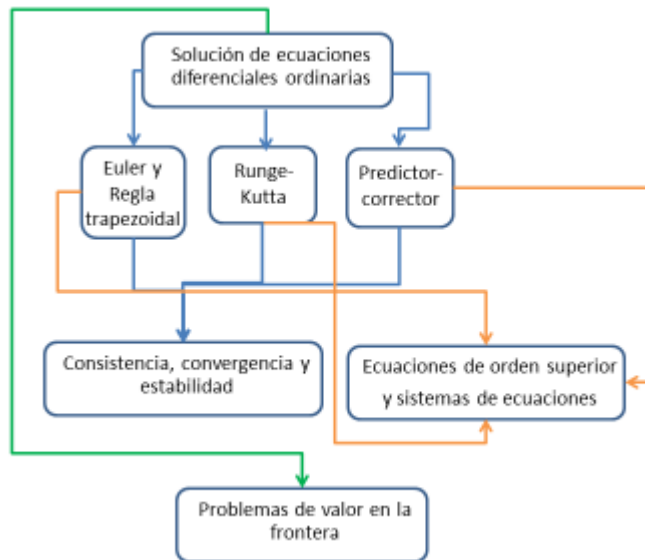 Solución de ecuaciones
diferenciales ordinarias
Euler y
Regla
trapezoidal
Runge-
Kutta
Predictor-
corrector
Consistencia, convergencia y
estabilidad
Ecuaciones de orden superior
y sistemas de ecuaciones
Problemas de valor en la
frontera